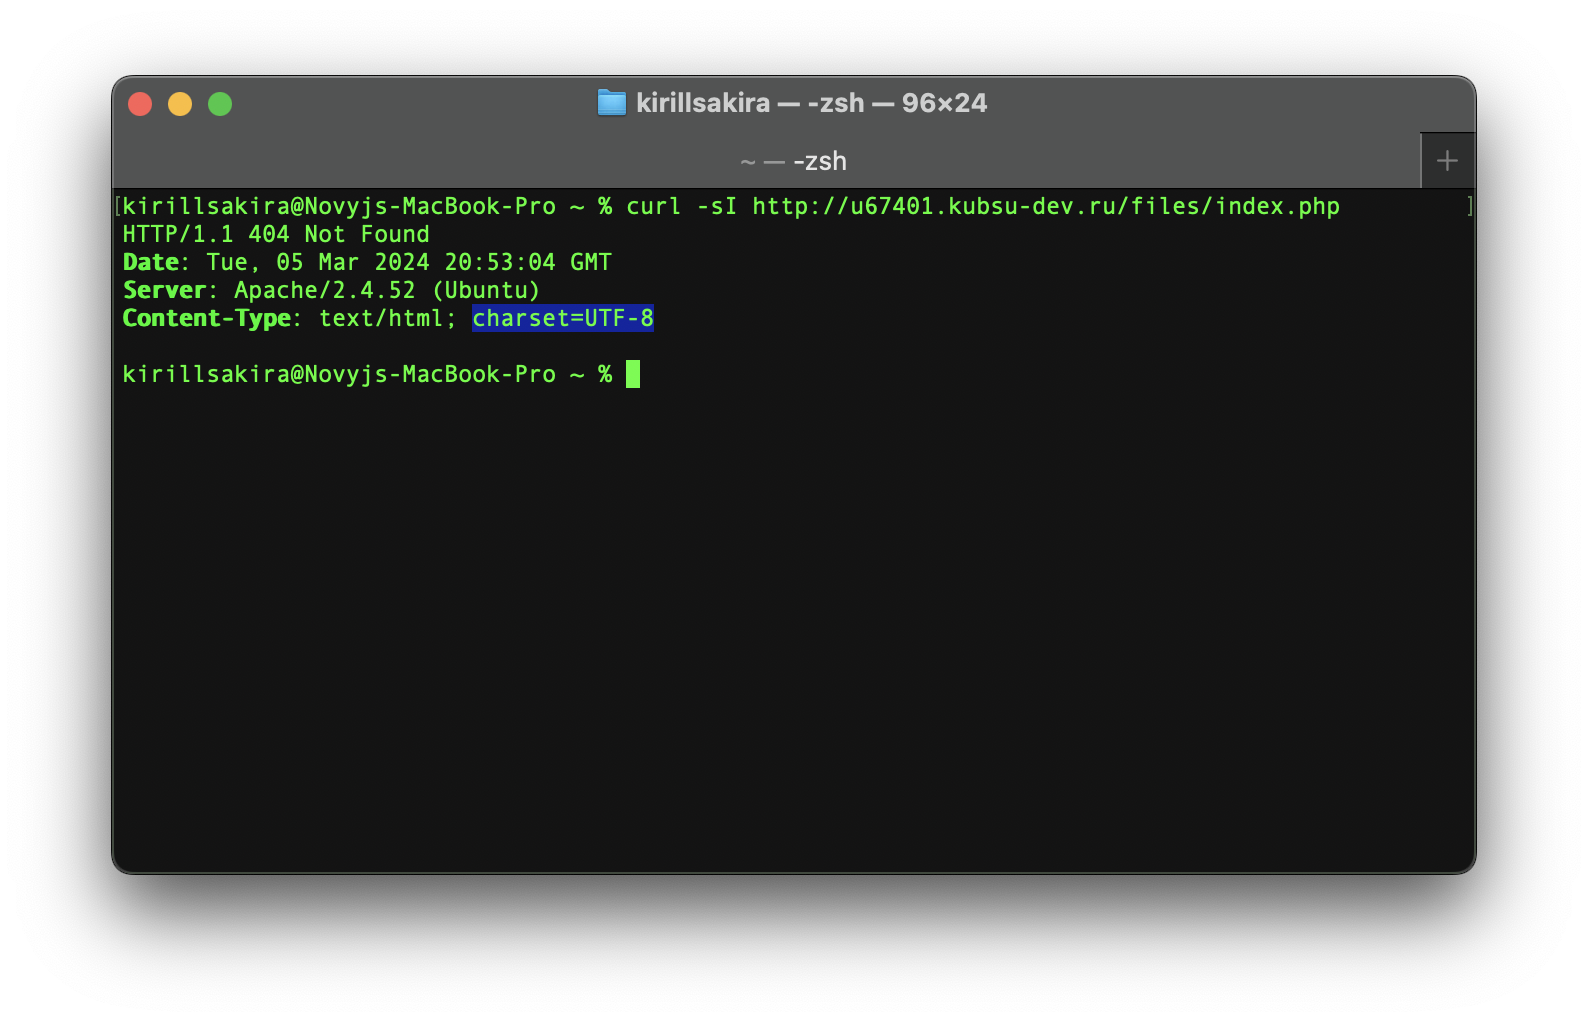 kirillsakira — -zsh — 96×24
~ — -zsh
[kirillsakira@Novyjs-MacBook-Pro ~ % curl -sI http://u67401.kubsu-dev.ru/files/index.php ]
HTTP/1.1 404 Not Found
Date: Tue, 05 Mar 2024 20:53:04 GMT
Server: Apache/2.4.52 (Ubuntu)
Content-Type: text/html; charset=UTF-8
kirillsakira@Novyjs-MacBook-Pro ~ %